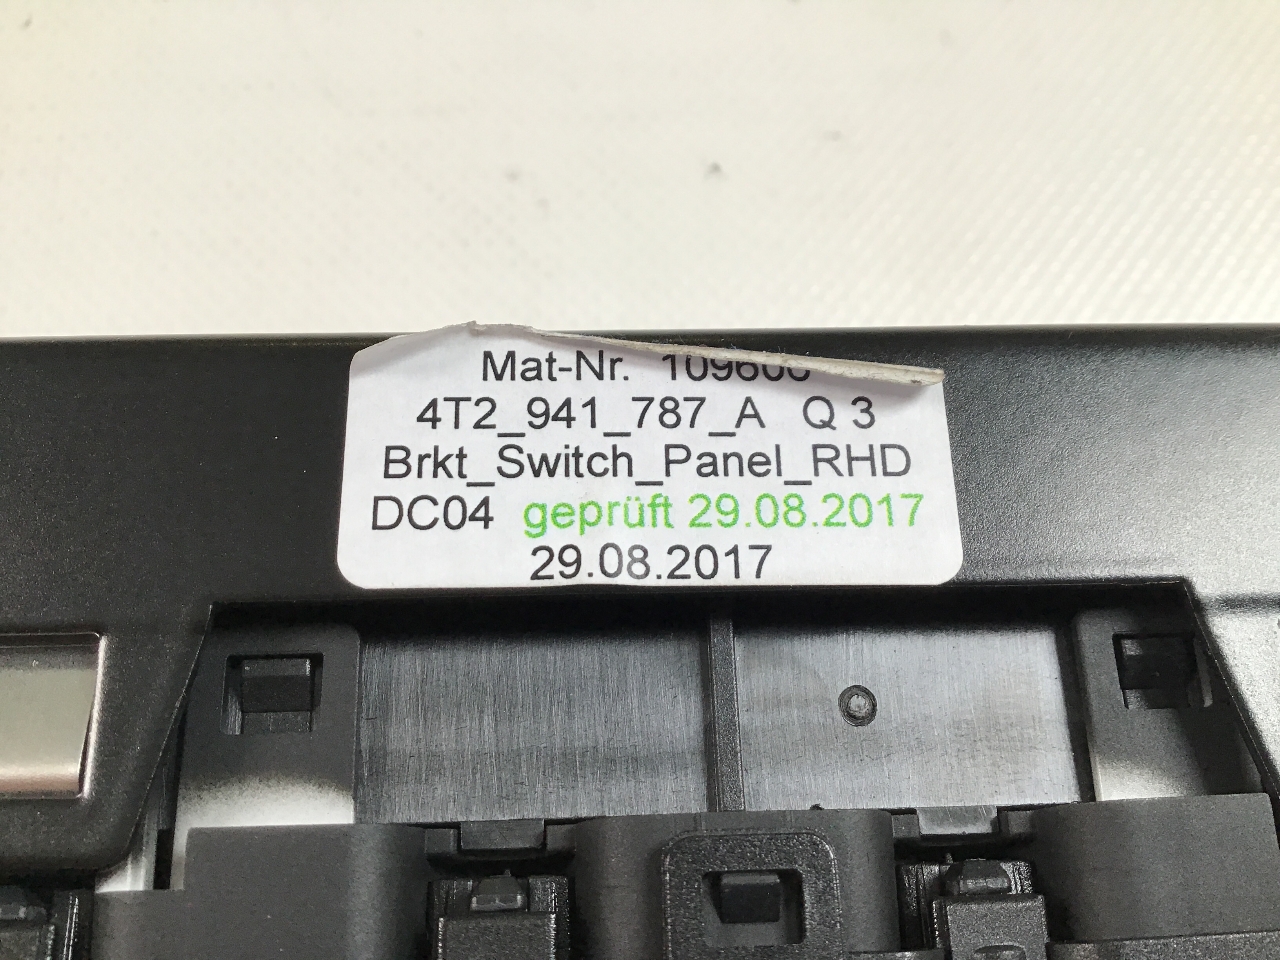 Mat-Nr.
4T2_941_787_A Q 3
Brkt_Switch_Panel_RHD
DC04 geprüft 29.08.2017
29.08.2017